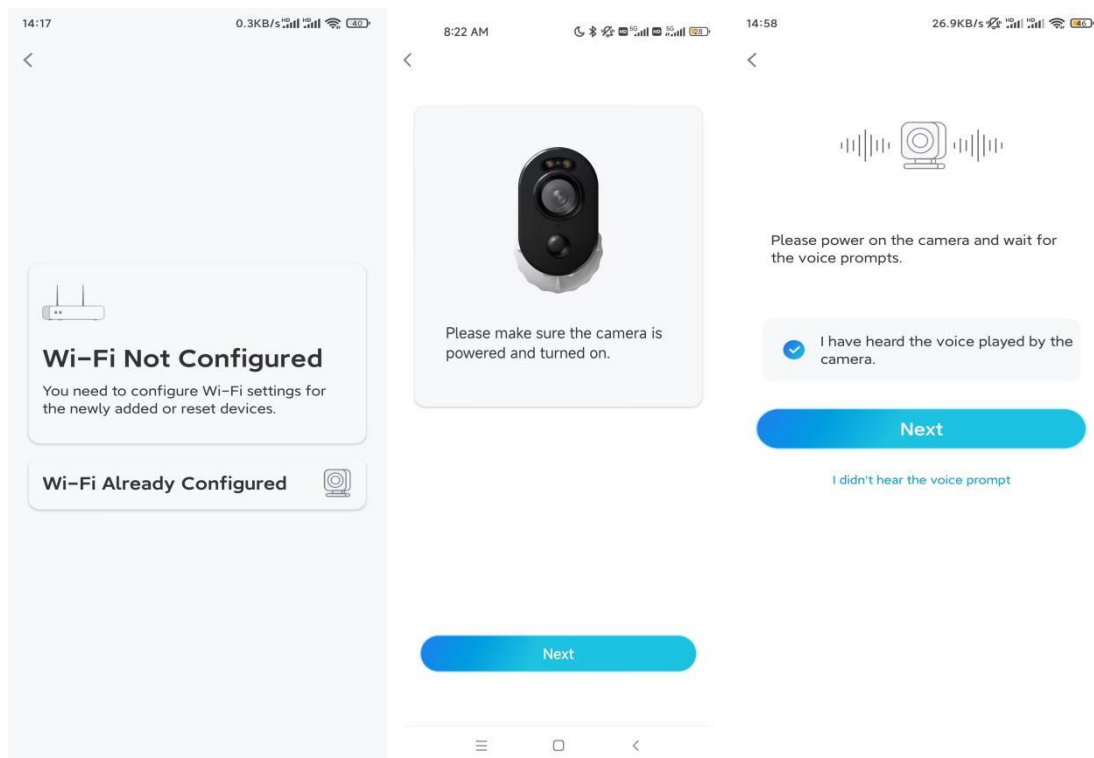 14:17
0.3KB/s
40
Wi-Fi Not Configured
You need to configure Wi-Fi settings for
the newly added or reset devices.
Wi-Fi Already Configured
8:22 AM
28
Please make sure the camera is
powered and turned on.
Next
14:58
26.9KB/s
46
Please power on the camera and wait for
the voice prompts.
I have heard the voice played by the
camera.
Next
I didn't hear the voice prompt